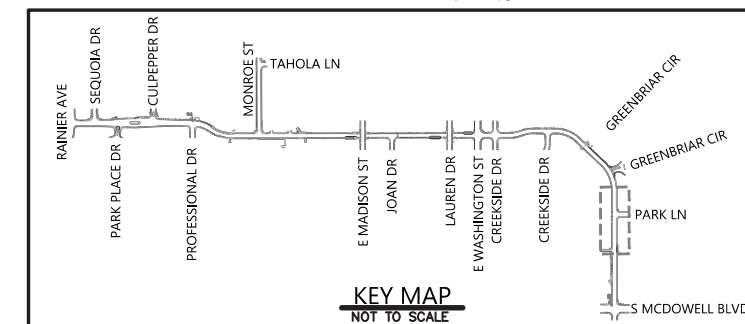 RAINIER AVE
SEQUOIA DR
PARK PLACE DR
CULPEPPER DR
PROFESSIONAL DR
MONROE ST
TAHOLA LN
E MADISON ST
JOAN DR
LAUREN DR
E WASHINGTON ST
CREEKSIDE DR
CREEKSIDE DR
GREENBRIAR CIR
GREENBRIAR CIR
PARK LN
S MCDOWELL BLVD
KEY MAP
NOT TO SCALE